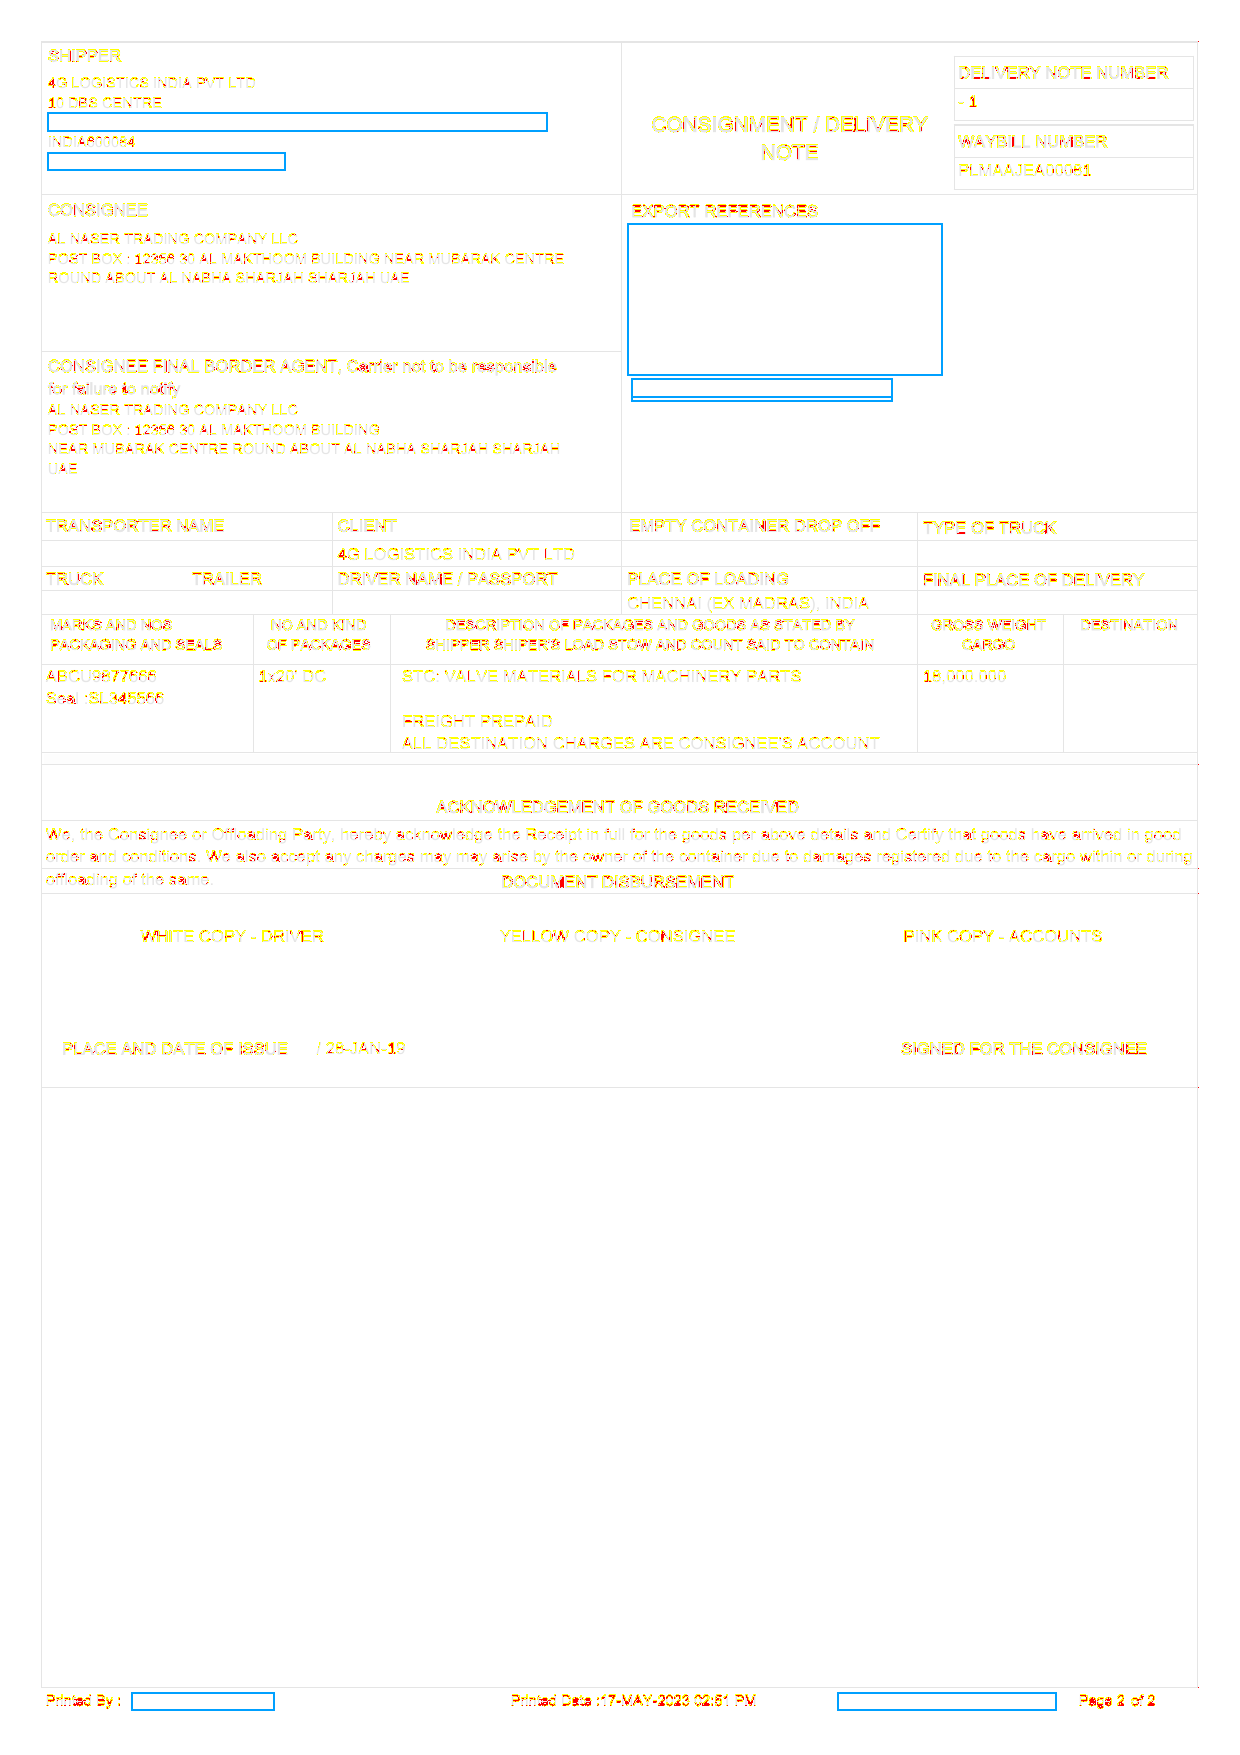 SHIPPER
4G LOGISTICS INDIA PVT LTD
10 DBS CENTRE
INDIA600064
CONSIGNMENT / DELIVERY
NOTE
DELIVERY NOTE NUMBER
- 1
WAYBILL NUMBER
PLMAAJEA00061
CONSIGNEE
AL NASER TRADING COMPANY LLC
POST BOX : 12356 30 AL MAKTHOOM BUILDING NEAR MUBARAK CENTRE
ROUND ABOUT AL NABHA SHARJAH SHARJAH UAE
EXPORT REFERENCES
CONSIGNEE FINAL BORDER AGENT, Carrier not to be responsible
for failure to notify
AL NASER TRADING COMPANY LLC
POST BOX : 12356 30 AL MAKTHOOM BUILDING
NEAR MUBARAK CENTRE ROUND ABOUT AL NABHA SHARJAH SHARJAH
UAE
TRANSPORTER NAME CLIENT EMPTY CONTAINER DROP OFF TYPE OF TRUCK
4G LOGISTICS INDIA PVT LTD
TRUCK TRAILER DRIVER NAME / PASSPORT PLACE OF LOADING FINAL PLACE OF DELIVERY
CHENNAI (EX MADRAS), INDIA
MARKS AND NOS NO AND KIND DESCRIPTION OF PACKAGES AND GOODS AS STATED BY GROSS WEIGHT DESTINATION
PACKAGING AND SEALS OF PACKAGES SHIPPER SHIPERS LOAD STOW AND COUNT SAID TO CONTAIN CARGO
1x20' DC STC: VALVE MATERIALS FOR MACHINERY PARTS 18,000.000
Seal :SL345566
FREIGHT PREPAID
ALL DESTINATION CHARGES ARE CONSIGNEE'S ACCOUNT
ACKNOWLEDGEMENT OF GOODS RECEIVED
We, the Consignee or Offloading Party, hereby acknowledge the Receipt in full for the goods per above details and Certify that goods have arrived in good
order and conditions. We also accept any charges may may arise by the owner of the container due to damages registered due to the cargo within or during
offloading of the same.
DOCUMENT DISBURSEMENT
WHITE COPY - DRIVER YELLOW COPY - CONSIGNEE PINK COPY - ACCOUNTS
PLACE AND DATE OF ISSUE / 28-JAN-13 SIGNED FOR THE CONSIGNEE
Printed By : Printed Date :17-MAY-2023 02:51 PM Page 2 of 2